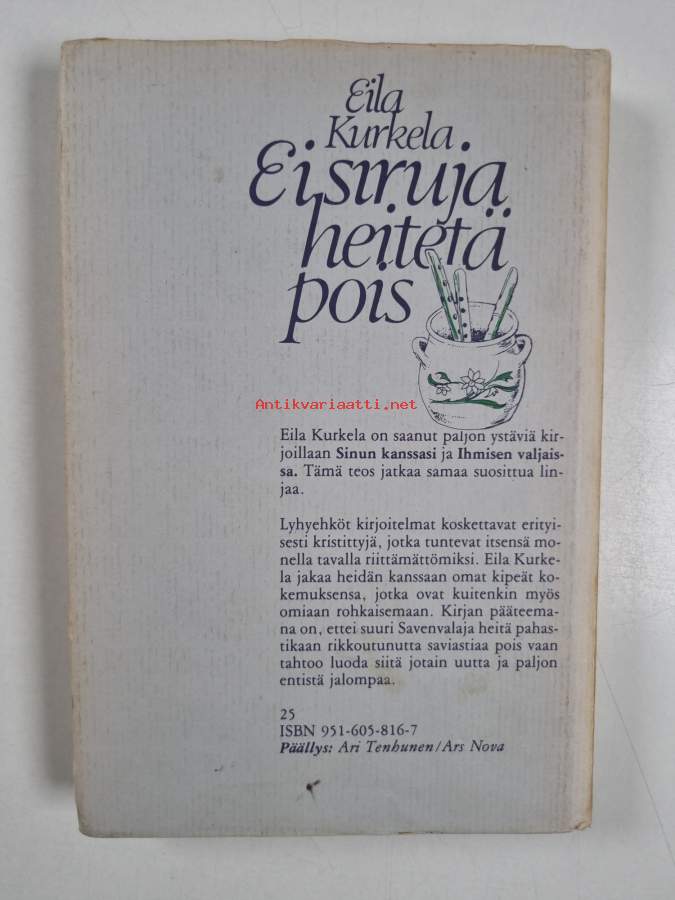 Eila
Kurkela
Ei siruja
heitetä
pois
Antikvariaatti.net
Eila Kurkela on saanut paljon ystäviä kir-
joillaan Sinun kanssasi ja Ihmisen valjais-
sa. Tämä teos jatkaa samaa suosittua lin-
jaa.
Lyhyehköt kirjoitelmat koskettavat erityi-
sesti kristittyjä, jotka tuntevat itsensä mo-
nella tavalla riittämättömiksi. Eila Kurke-
la jakaa heidän kanssaan omat kipeät ko-
kemuksensa, jotka ovat kuitenkin myös
omiaan rohkaisemaan. Kirjan pääteema-
na on, ettei suuri Savenvalaja heitä pahas-
tikaan rikkoutunutta saviastiaa pois vaan
tahtoo luoda siitä jotain uutta ja paljon
entistä jalompaa.
25
ISBN 951-605-816-7
Päällys: Ari Tenhunen/Ars Nova